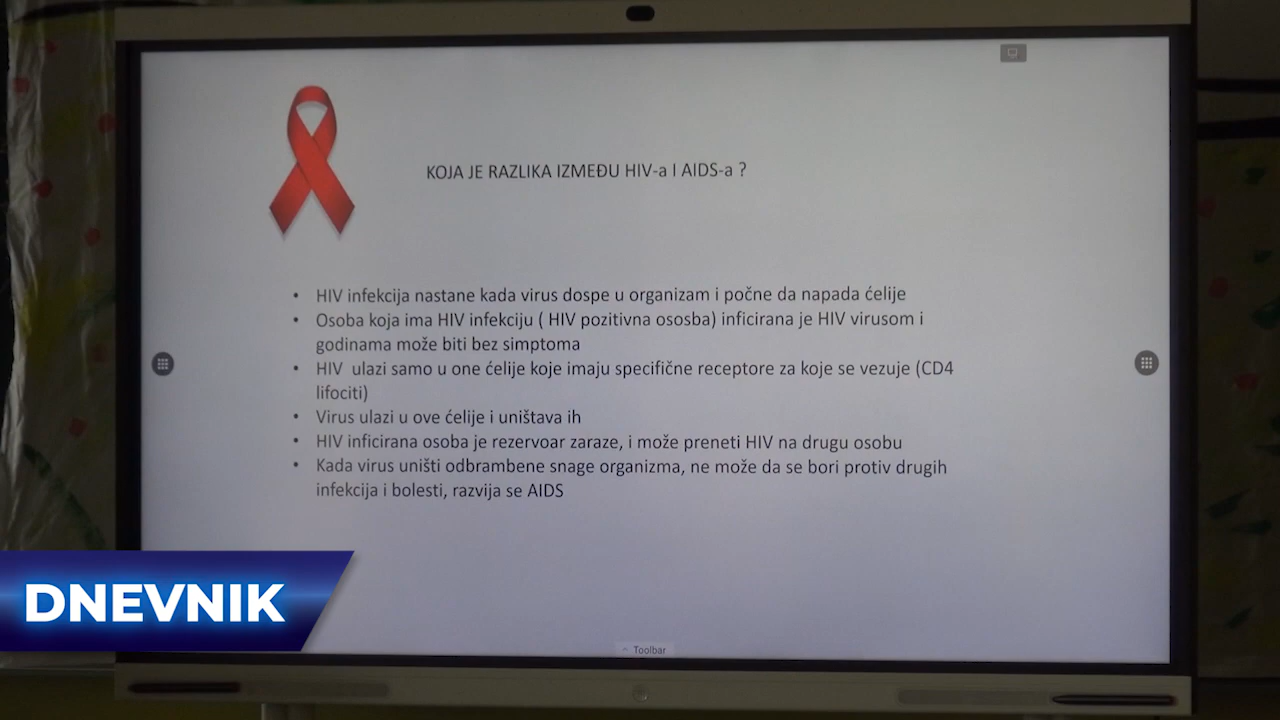 KOJA JE RAZLIKA IZMEĐU HIV-a I AIDS-a ?
• HIV infekcija nastane kada virus dospe u organizam i počne da napada ćelije
• Osoba koja ima HIV infekciju ( HIV pozitivna ososba) inficirana je HIV virusom i
godinama može biti bez simptoma
• HIV  ulazi samo u one ćelije koje imaju specifične receptore za koje se vezuje (CD4
lifociti)
• Virus ulazi u ove ćelije i uništava ih
• HIV inficirana osoba je rezervoar zaraze, i može preneti HIV na drugu osobu
• Kada virus uništi odbrambene snage organizma, ne može da se bori protiv drugih
infekcija i bolesti, razvija se AIDS
DNEVNIK
Toolbar